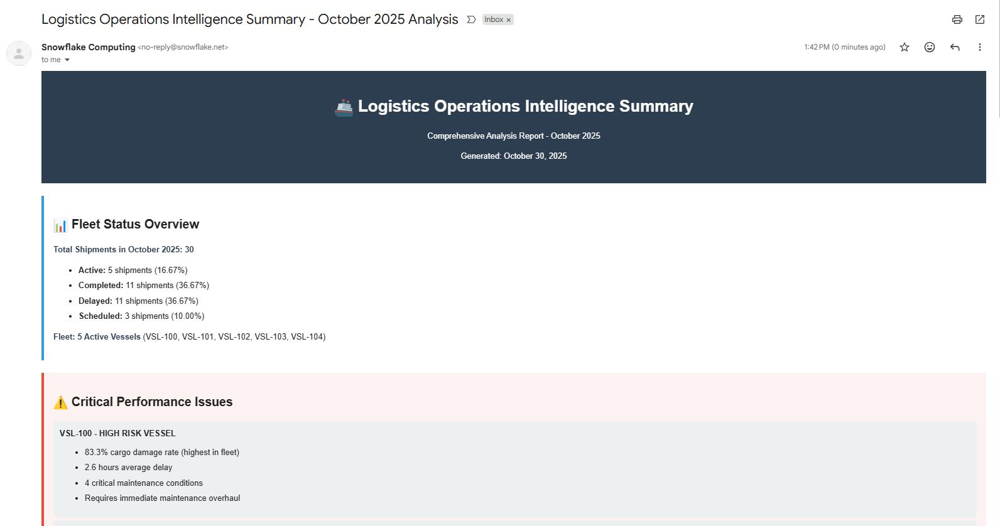 Logistics Operations Intelligence Summary - October 2025 Analysis Inbox ×
Snowflake Computing <no-reply@snowflake.net> 1:42 PM (0 minutes ago)
to me
Logistics Operations Intelligence Summary
Comprehensive Analysis Report - October 2025
Generated: October 30, 2025
Fleet Status Overview
Total Shipments in October 2025: 30
• Active: 5 shipments (16.67%)
• Completed: 11 shipments (36.67%)
• Delayed: 11 shipments (36.67%)
• Scheduled: 3 shipments (10.00%)
Fleet: 5 Active Vessels (VSL-100, VSL-101, VSL-102, VSL-103, VSL-104)
Critical Performance Issues
VSL-100 - HIGH RISK VESSEL
• 83.3% cargo damage rate (highest in fleet)
• 2.6 hours average delay
• 4 critical maintenance conditions
• Requires immediate maintenance overhaul